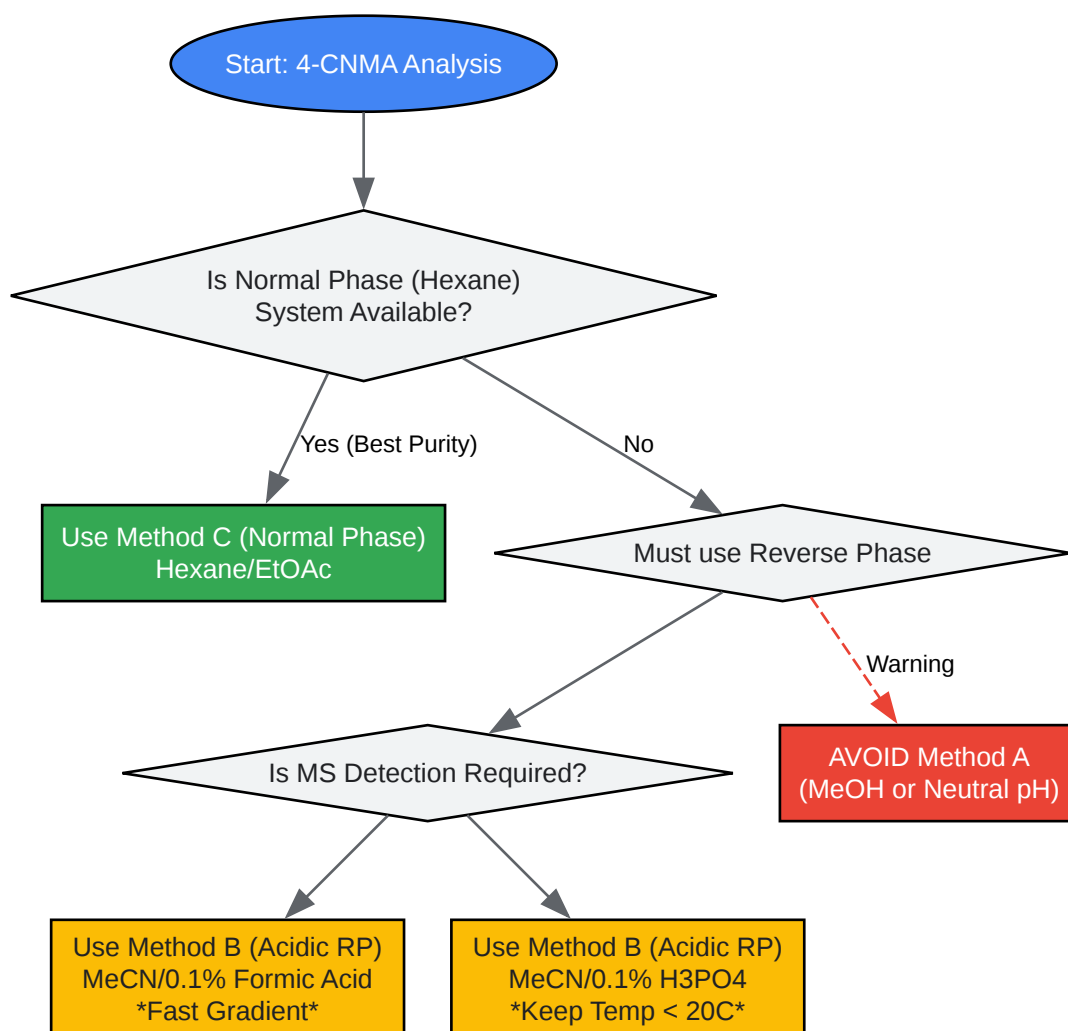 Start: 4-CNMA Analysis
Is Normal Phase (Hexane)
System Available?
Yes (Best Purity)
No
Use Method C (Normal Phase)
Hexane/EtOAc
Must use Reverse Phase
Warning
Is MS Detection Required?
AVOID Method A
(MeOH or Neutral pH)
Use Method B (Acidic RP)
MeCN/0.1% Formic Acid
*Fast Gradient*
Use Method B (Acidic RP)
MeCN/0.1% H3PO4
*Keep Temp < 20C*